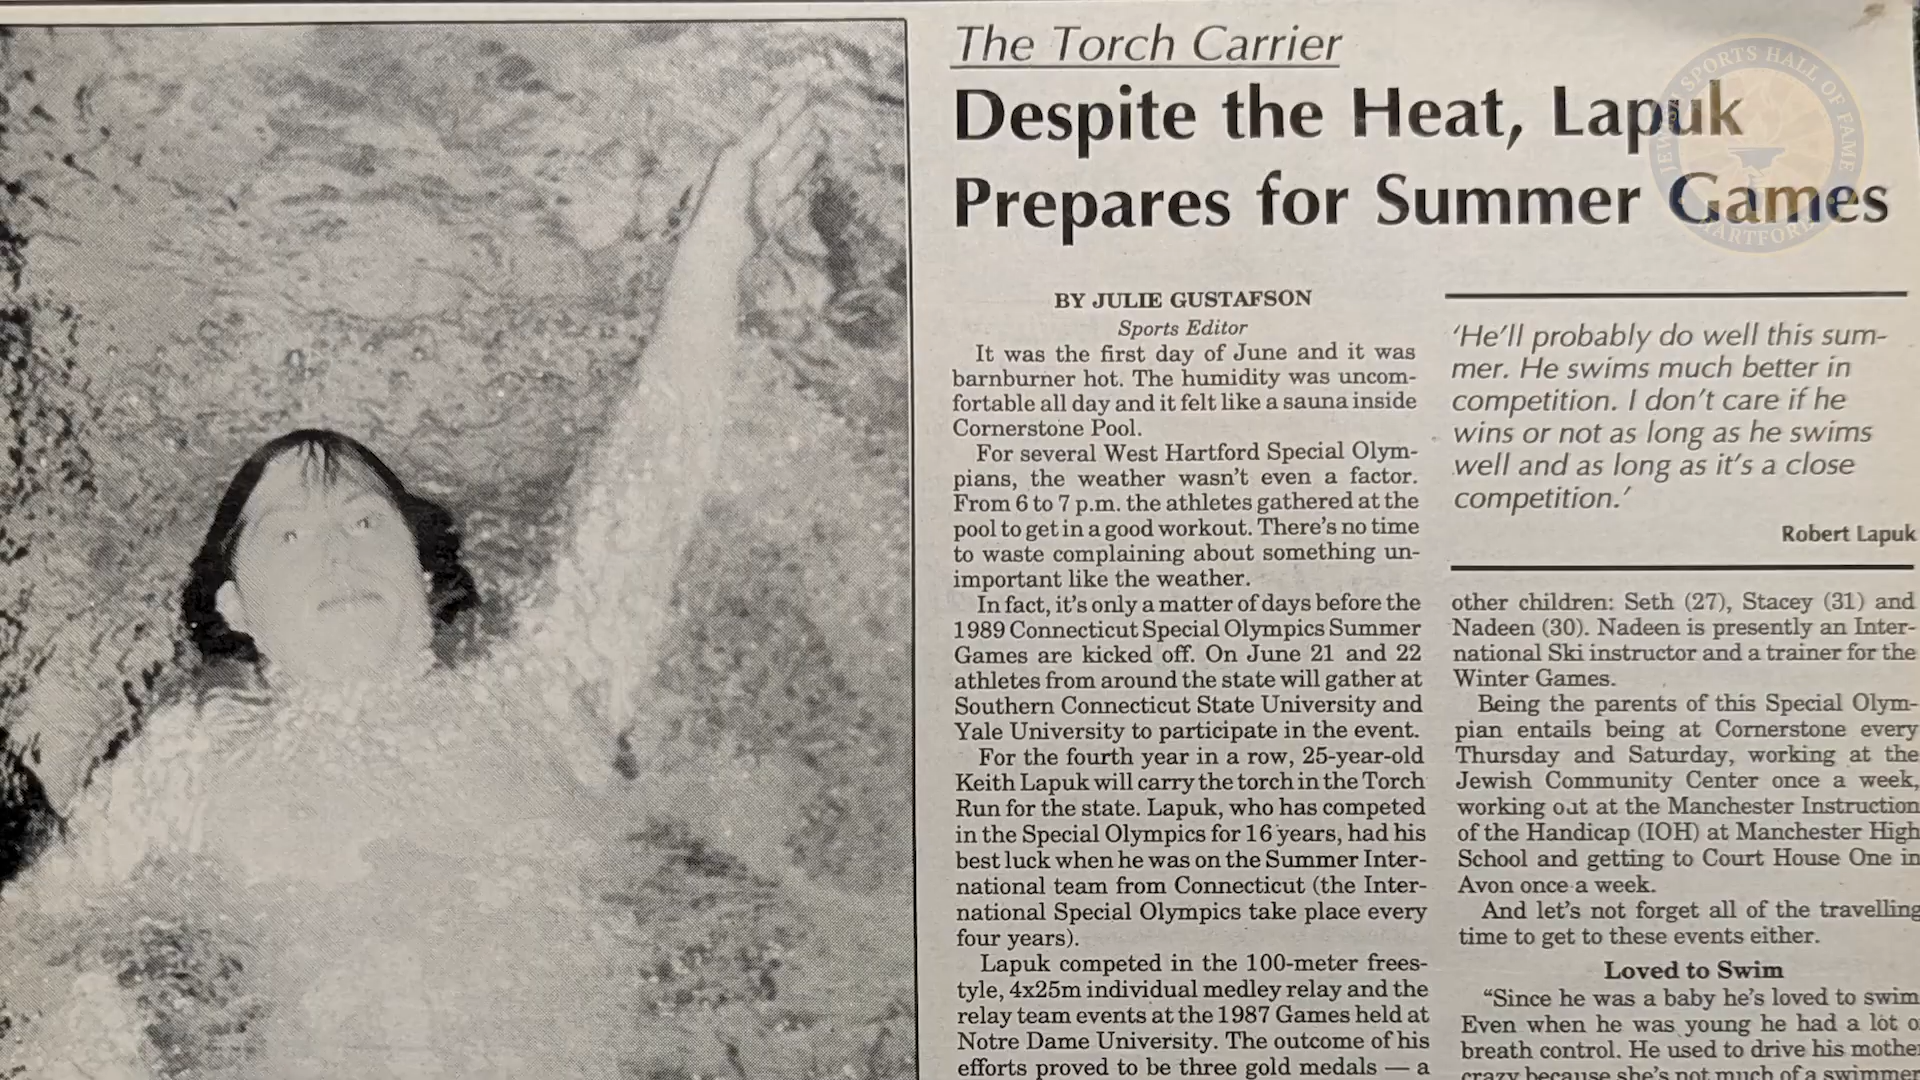 The Torch Carrier
Despite the Heat, Lapuk
Prepares for Summer Games
BY JULIE GUSTAFSON
Sports Editor
It was the first day of June and it was
barnburner hot. The humidity was uncom-
fortable all day and it felt like a sauna inside
Cornerstone Pool.
For several West Hartford Special Olym-
pians, the weather wasn't even a factor.
From 6 to 7 p.m. the athletes gathered at the
pool to get in a good workout. There's no time
to waste complaining about something un-
important like the weather.
In fact, it's only a matter of days before the
1989 Connecticut Special Olympics Summer
Games are kicked off. On June 21 and 22
athletes from around the state will gather at
Southern Connecticut State University and
Yale University to participate in the event.
For the fourth year in a row, 25-year-old
Keith Lapuk will carry the torch in the Torch
Run for the state. Lapuk, who has competed
in the Special Olympics for 16 years, had his
best luck when he was on the Summer Inter-
national team from Connecticut (the Inter-
national Special Olympics take place every
four years).
Lapuk competed in the 100-meter frees-
tyle, 4x25m individual medley relay and the
relay team events at the 1987 Games held at
Notre Dame University. The outcome of his
efforts proved to be three gold medals — a
'He'll probably do well this sum-
mer. He swims much better in
competition. I don't care if he
wins or not as long as he swims
well and as long as it's a close
competition.'
Robert Lapuk
other children: Seth (27), Stacey (31) and
Nadeen (30). Nadeen is presently an Inter-
national Ski instructor and a trainer for the
Winter Games.
Being the parents of this Special Olym-
pian entails being at Cornerstone every
Thursday and Saturday, working at the
Jewish Community Center once a week,
working out at the Manchester Instruction
of the Handicap (IOH) at Manchester High
School and getting to Court House One in
Avon once a week.
And let's not forget all of the travelling
time to get to these events either.
Loved to Swim
"Since he was a baby he's loved to swim
Even when he was young he had a lot o
breath control. He used to drive his mother
crazy because she's not much of a swimmer
JEWISH SPORTS HALL OF FAME
HARTFORD